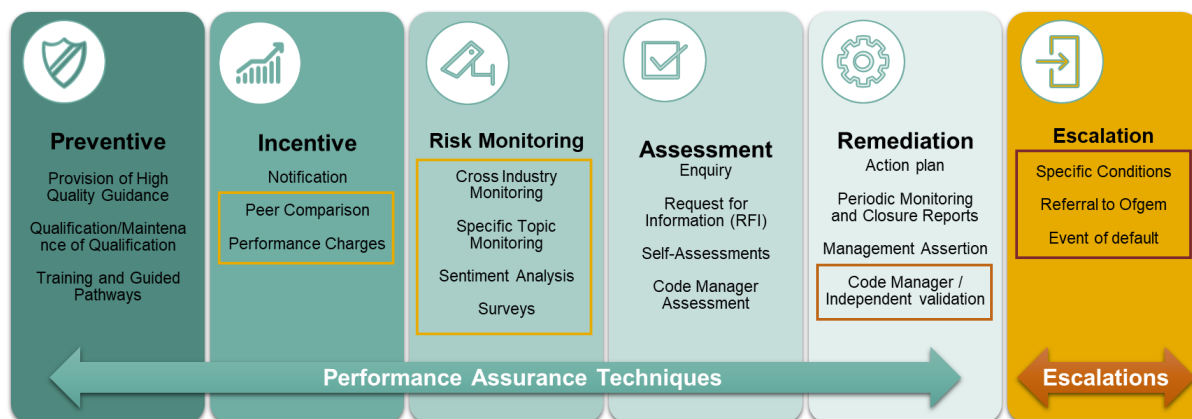 Preventive
Provision of High
Quality Guidance
Qualification/Maintena
nce of Qualification
Training and Guided
Pathways
Incentive
Notification
Peer Comparison
Performance Charges
Risk Monitoring
Cross Industry
Monitoring
Specific Topic
Monitoring
Sentiment Analysis
Surveys
Assessment
Enquiry
Request for
Information (RFI)
Self-Assessments
Code Manager
Assessment
Remediation
Action plan
Periodic Monitoring
and Closure Reports
Management Assertion
Code Manager /
Independent validation
Escalation
Specific Conditions
Referral to Ofgem
Event of default
Performance Assurance Techniques
Escalations